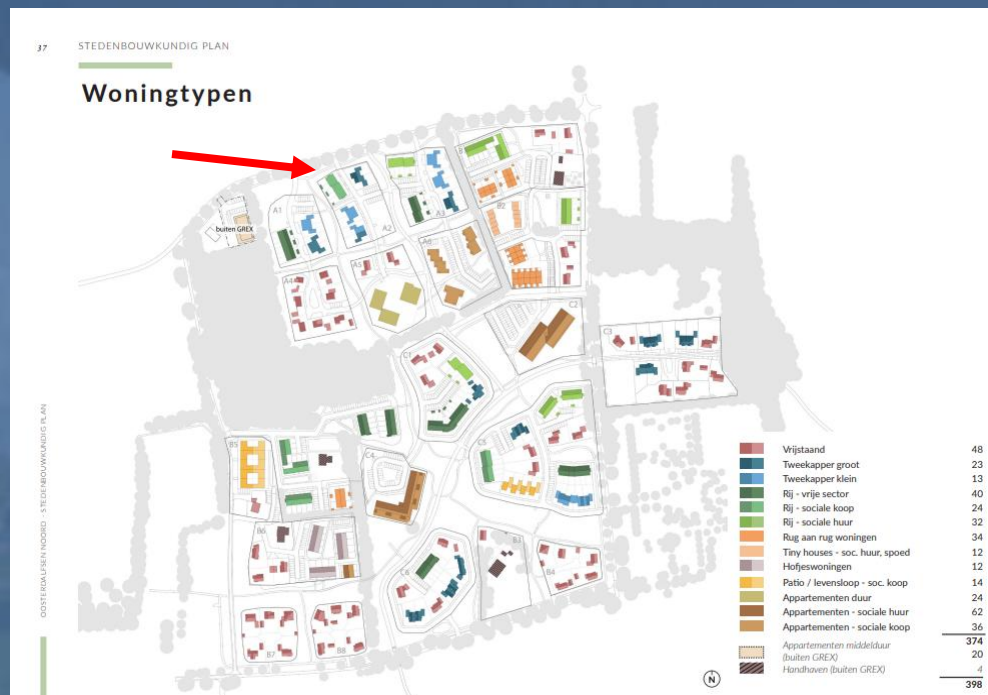 37 STEDENBOUWKUNDIG PLAN
Woningtypen
buiten GREX
A1
A2
A3
A4
A5
A6
B2
C2
C3
C1
C5
C4
B5
B6
C6
B3
B4
B7
B8
Vrijstaand 48
Tweekapper groot 23
Tweekapper klein 13
Rij - vrije sector 40
Rij - sociale koop 24
Rij - sociale huur 32
Rug aan rug woningen 34
Tiny houses - soc. huur, spoed 12
Hofjeswoningen 12
Patio / levensloop - soc. koop 14
Appartementen duur 24
Appartementen - sociale huur 62
Appartementen - sociale koop 36
374
Appartementen middelduur 20
(buiten GREX)
Handhaven (buiten GREX) 4
398
N
OOSTERDALFSEN NOORD - STEDENBOUWKUNDIG PLAN